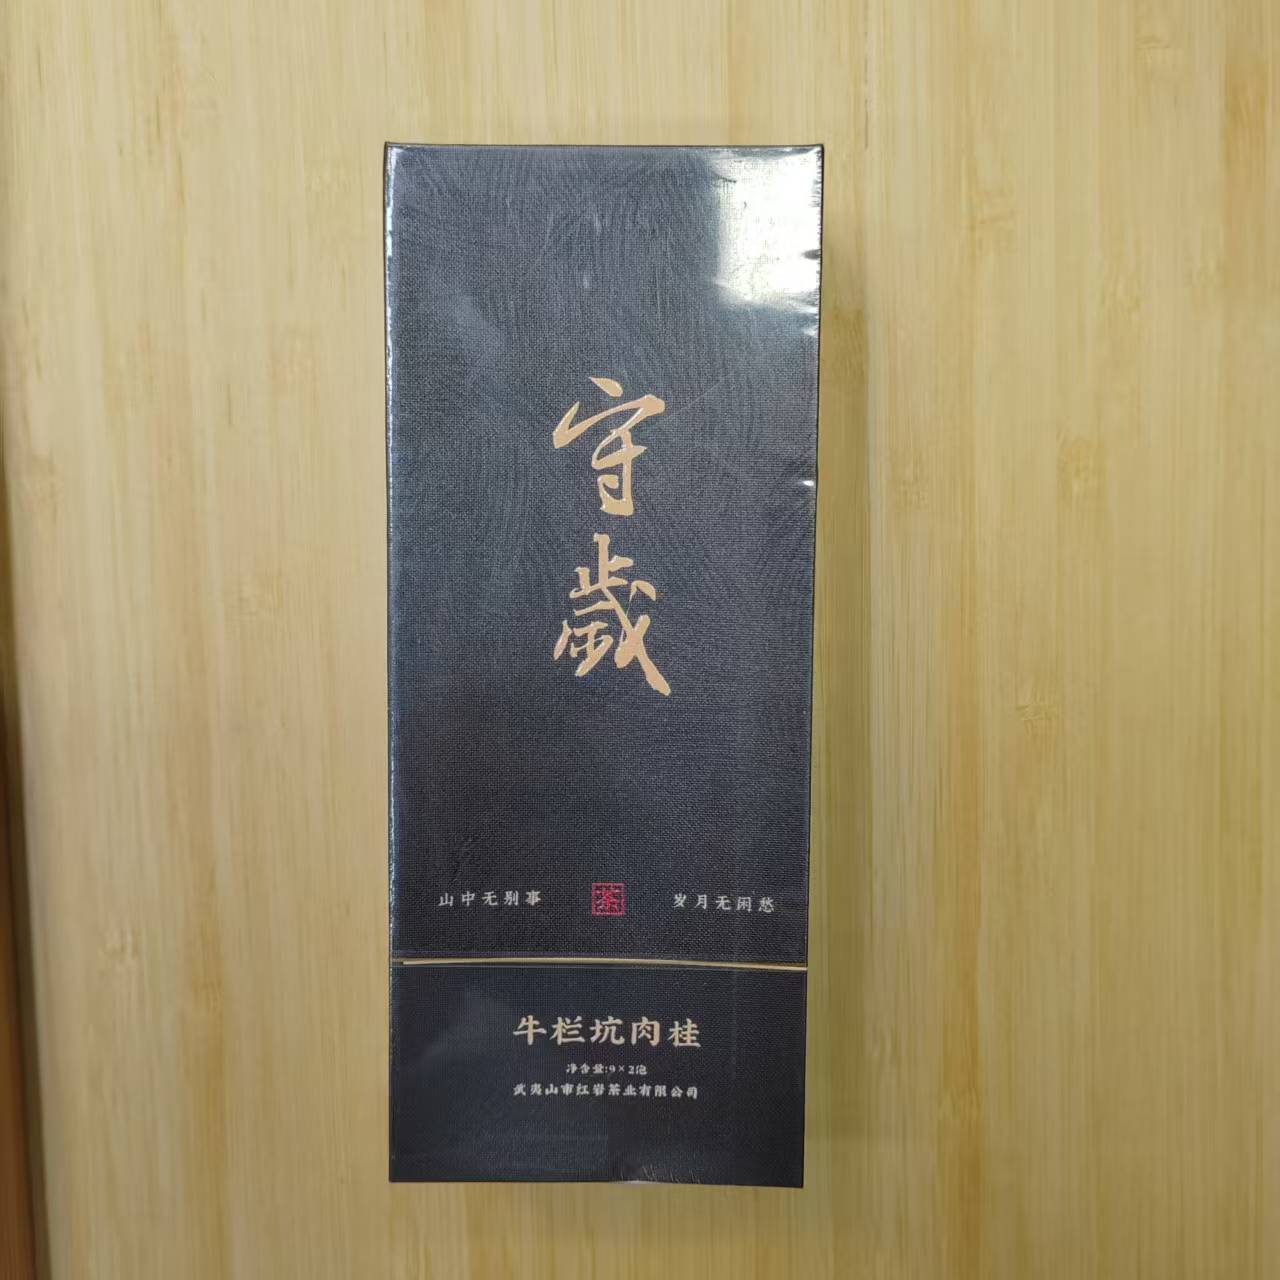 守歲
山中无别事 茶 岁月无闲愁
牛栏坑肉桂
净含量:9×2泡
武夷山市红岩茶业有限公司